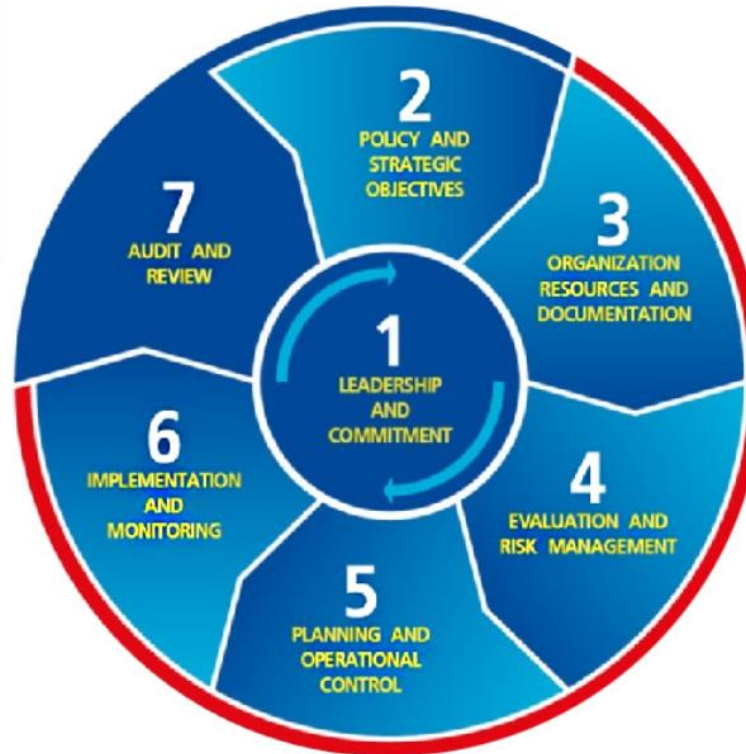 1
LEADERSHIP
AND
COMMITMENT
2
POLICY AND
STRATEGIC
OBJECTIVES
3
ORGANIZATION
RESOURCES AND
DOCUMENTATION
4
EVALUATION AND
RISK MANAGEMENT
5
PLANNING AND
OPERATIONAL
CONTROL
6
IMPLEMENTATION
AND
MONITORING
7
AUDIT AND
REVIEW